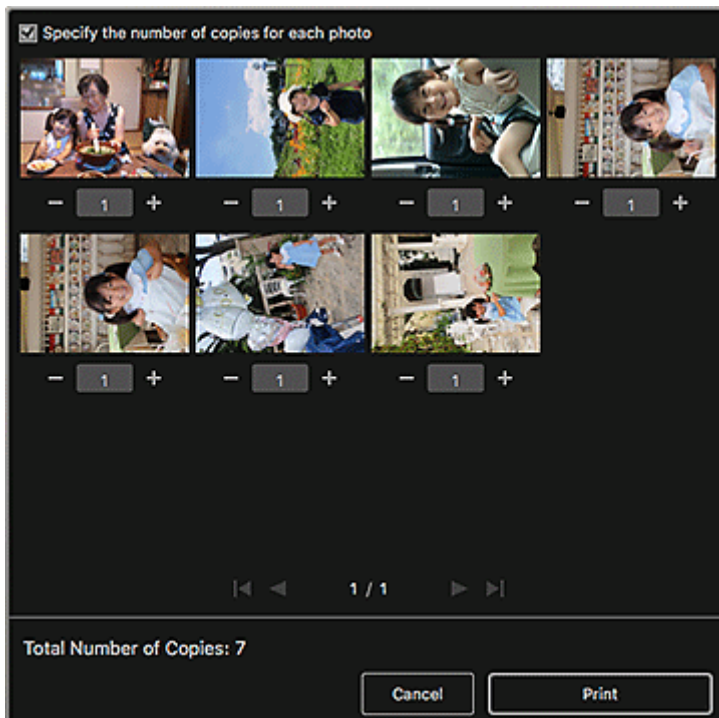 Specify the number of copies for each photo
− 1 + − 1 + − 1 + − 1 +
− 1 + − 1 + − 1 +
1 / 1
Total Number of Copies: 7
Cancel Print